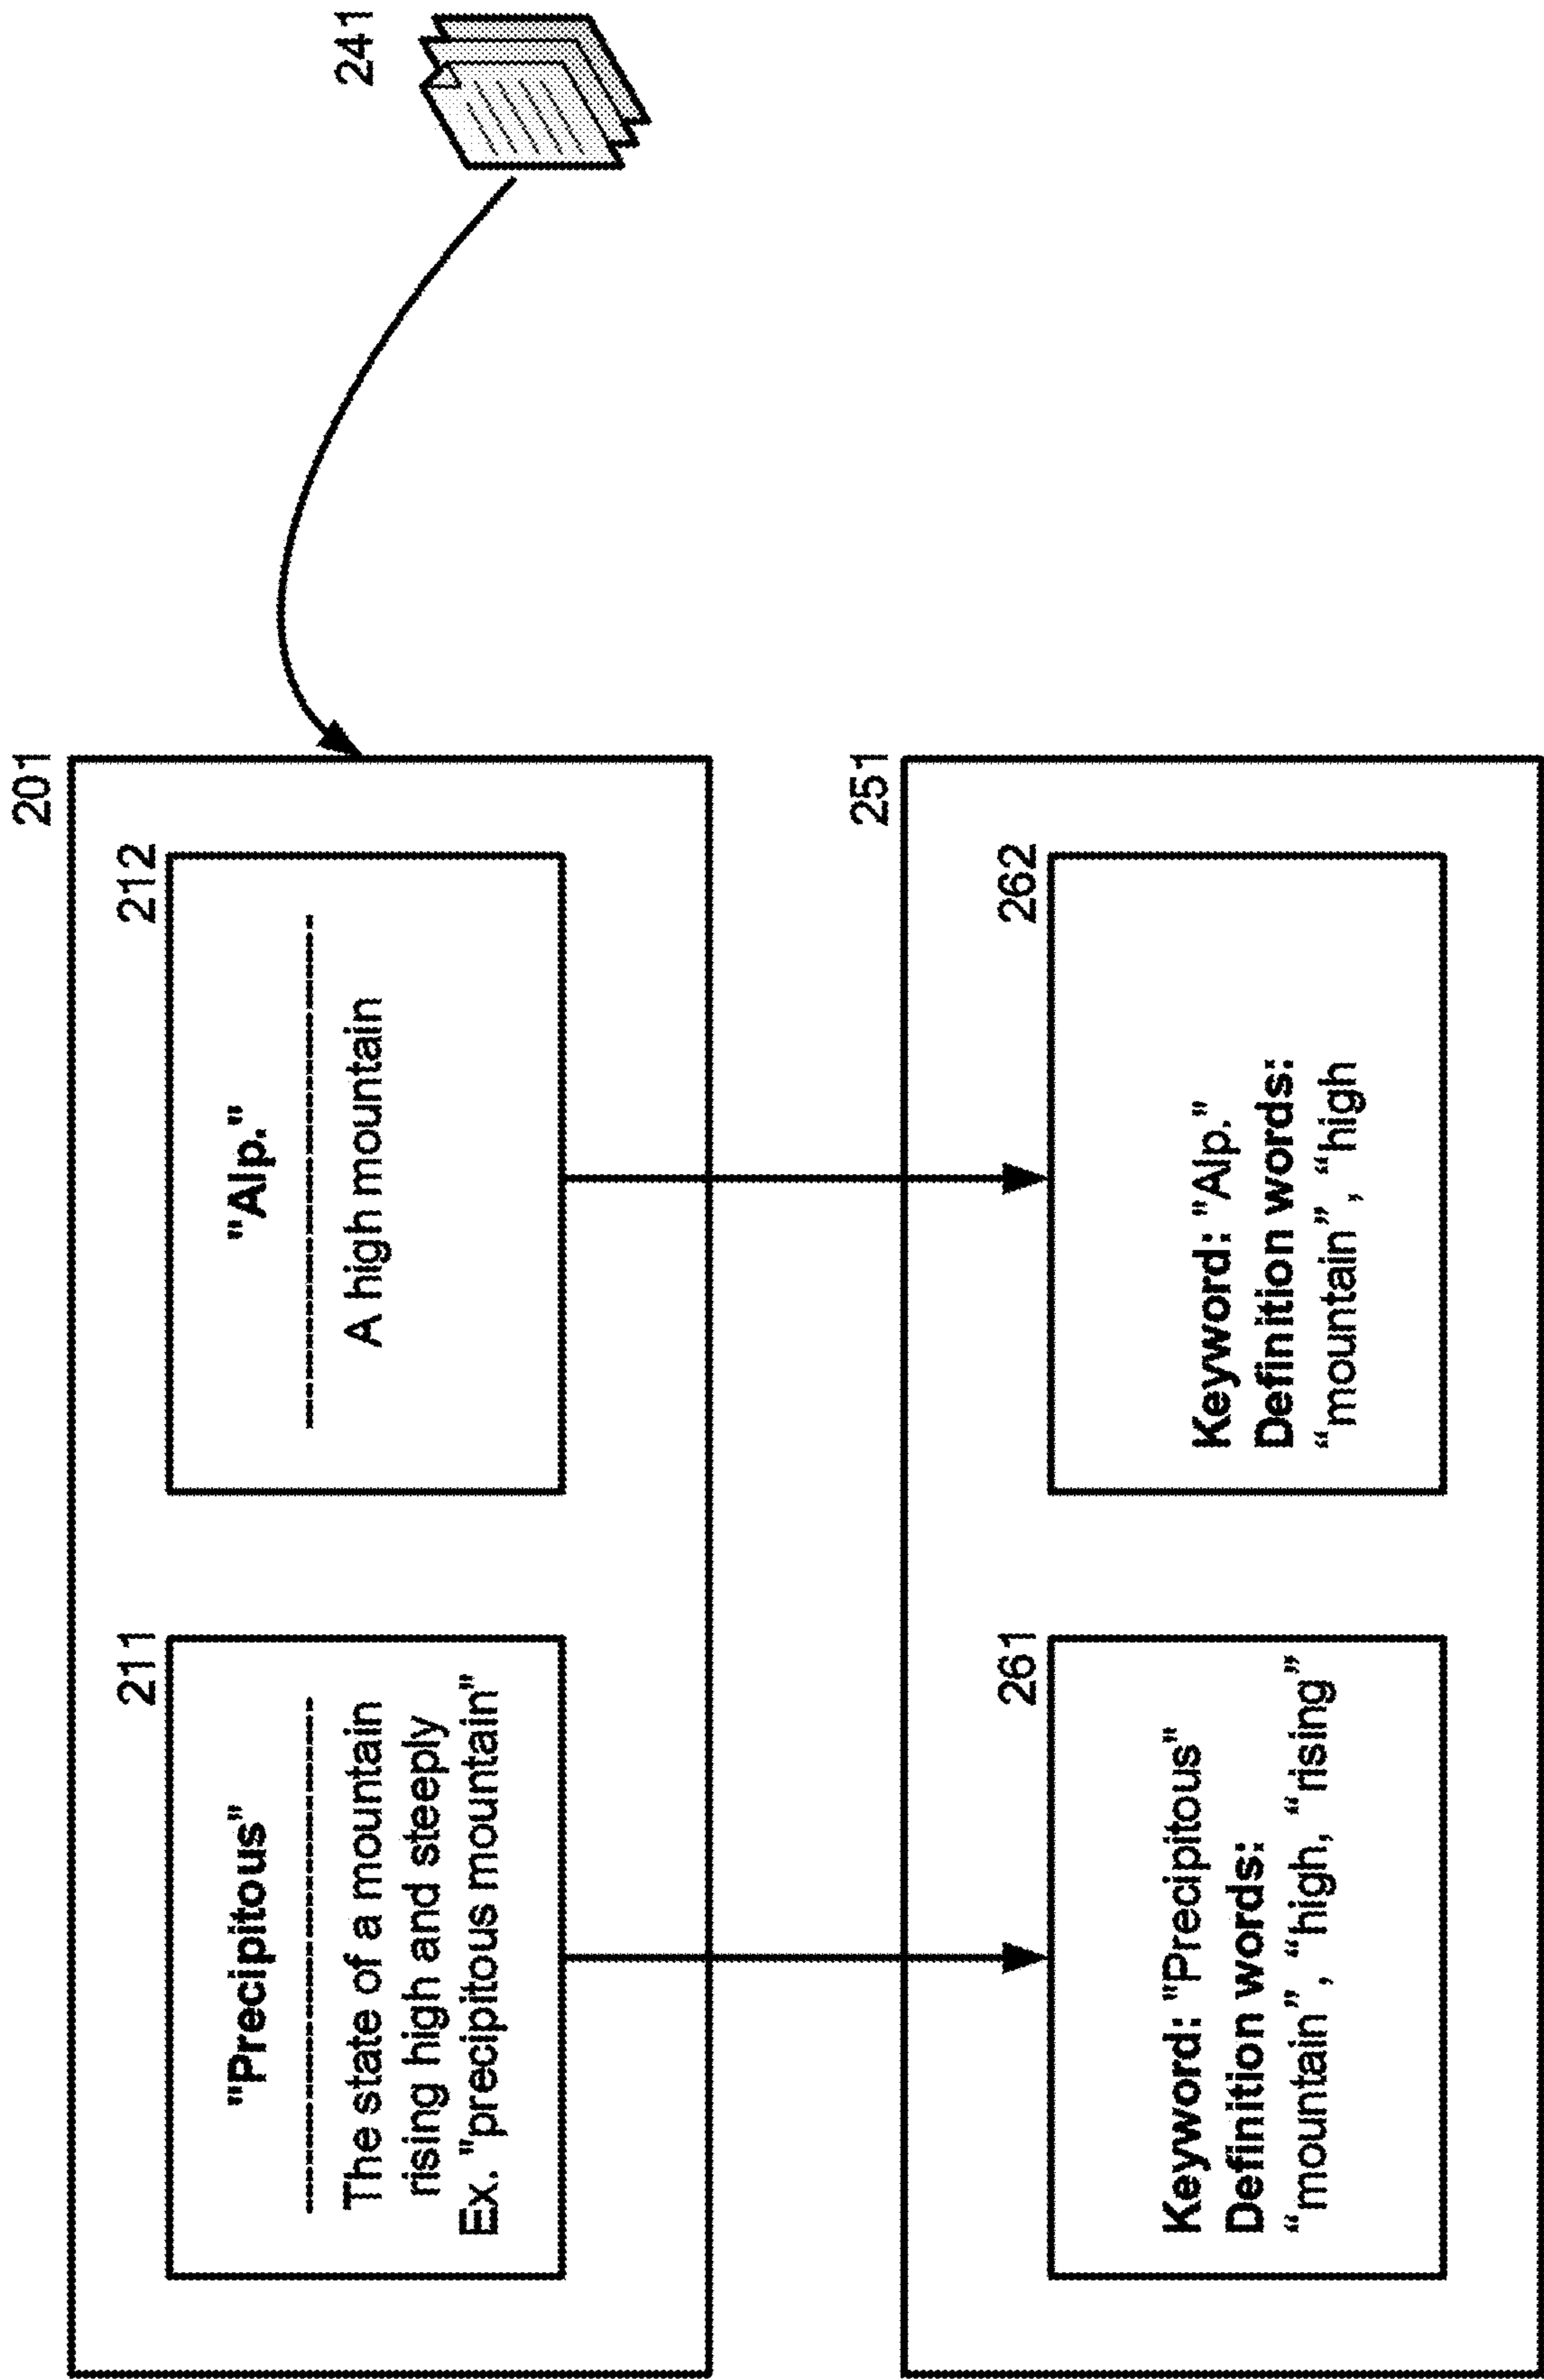 201
211
"Precipitous"
The state of a mountain
rising high and steeply
Ex. "precipitous mountain"
212
"Alp."
A high mountain
241
251
261
Keyword: "Precipitous"
Definition words:
“mountain”, “high, “rising”
262
Keyword: "Alp."
Definition words:
“mountain”, “high